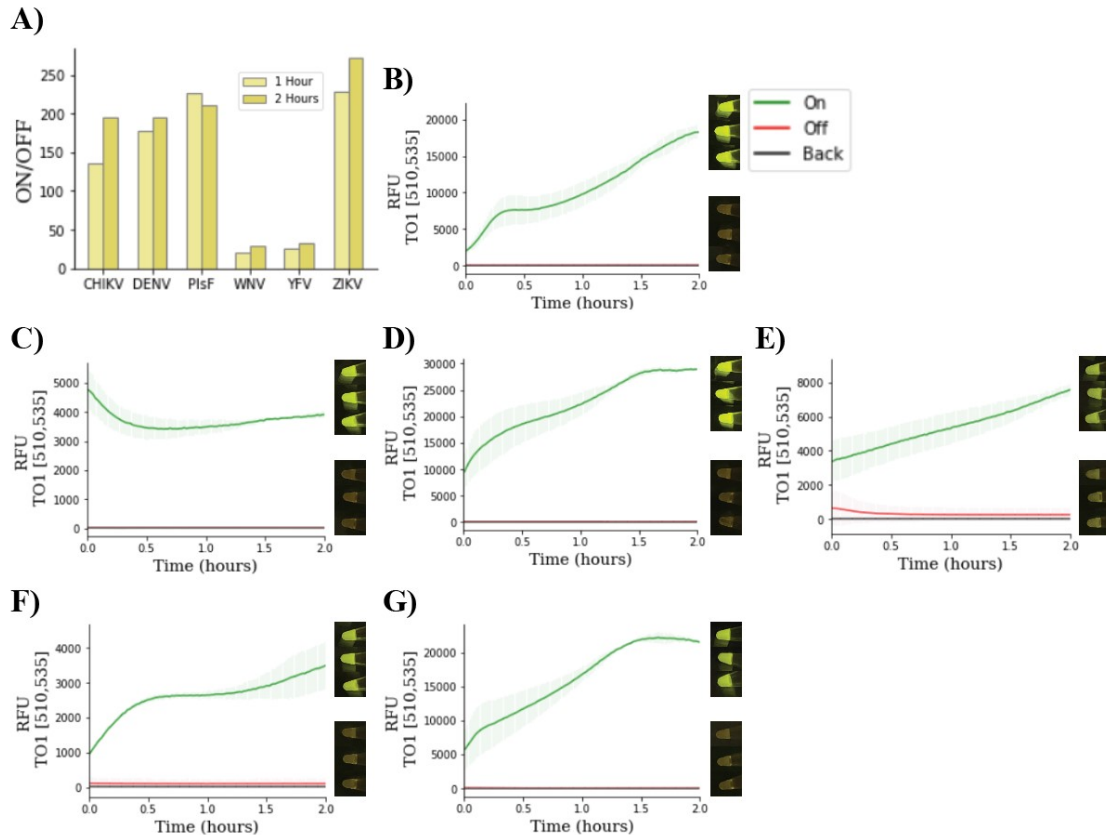 A)
ON/OFF
250
200
150
100
50
0
1 Hour
2 Hours
CHIKV DENV PlsF WNV YFV ZIKV
B)
RFU
TO1 [510,535]
20000
15000
10000
5000
0
0.0 0.5 1.0 1.5 2.0
Time (hours)
On
Off
Back
C)
RFU
TO1 [510,535]
5000
4000
3000
2000
1000
0
0.0 0.5 1.0 1.5 2.0
Time (hours)
D)
RFU
TO1 [510,535]
30000
25000
20000
15000
10000
5000
0
0.0 0.5 1.0 1.5 2.0
Time (hours)
E)
RFU
TO1 [510,535]
8000
6000
4000
2000
0
0.0 0.5 1.0 1.5 2.0
Time (hours)
F)
RFU
TO1 [510,535]
4000
3000
2000
1000
0
0.0 0.5 1.0 1.5 2.0
Time (hours)
G)
RFU
TO1 [510,535]
20000
15000
10000
5000
0
0.0 0.5 1.0 1.5 2.0
Time (hours)